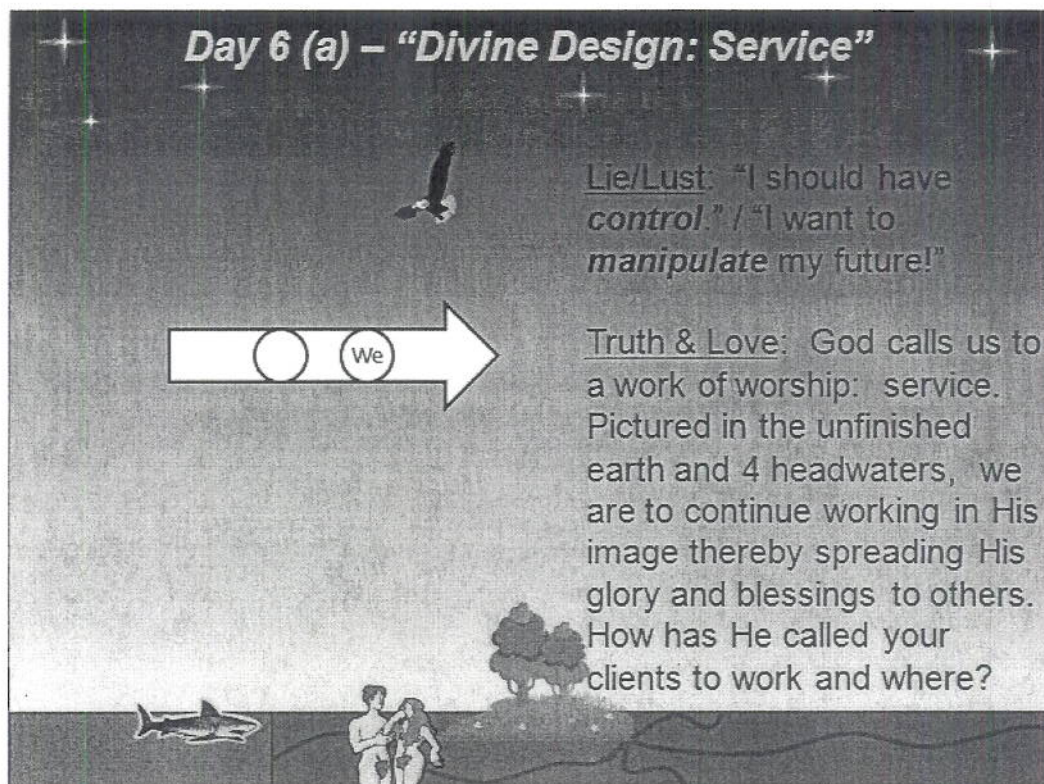 Day 6 (a) – “Divine Design: Service”
Lie/Lust: “I should have
control.” / “I want to
manipulate my future!”
We
Truth & Love: God calls us to
a work of worship: service.
Pictured in the unfinished
earth and 4 headwaters, we
are to continue working in His
image thereby spreading His
glory and blessings to others.
How has He called your
clients to work and where?